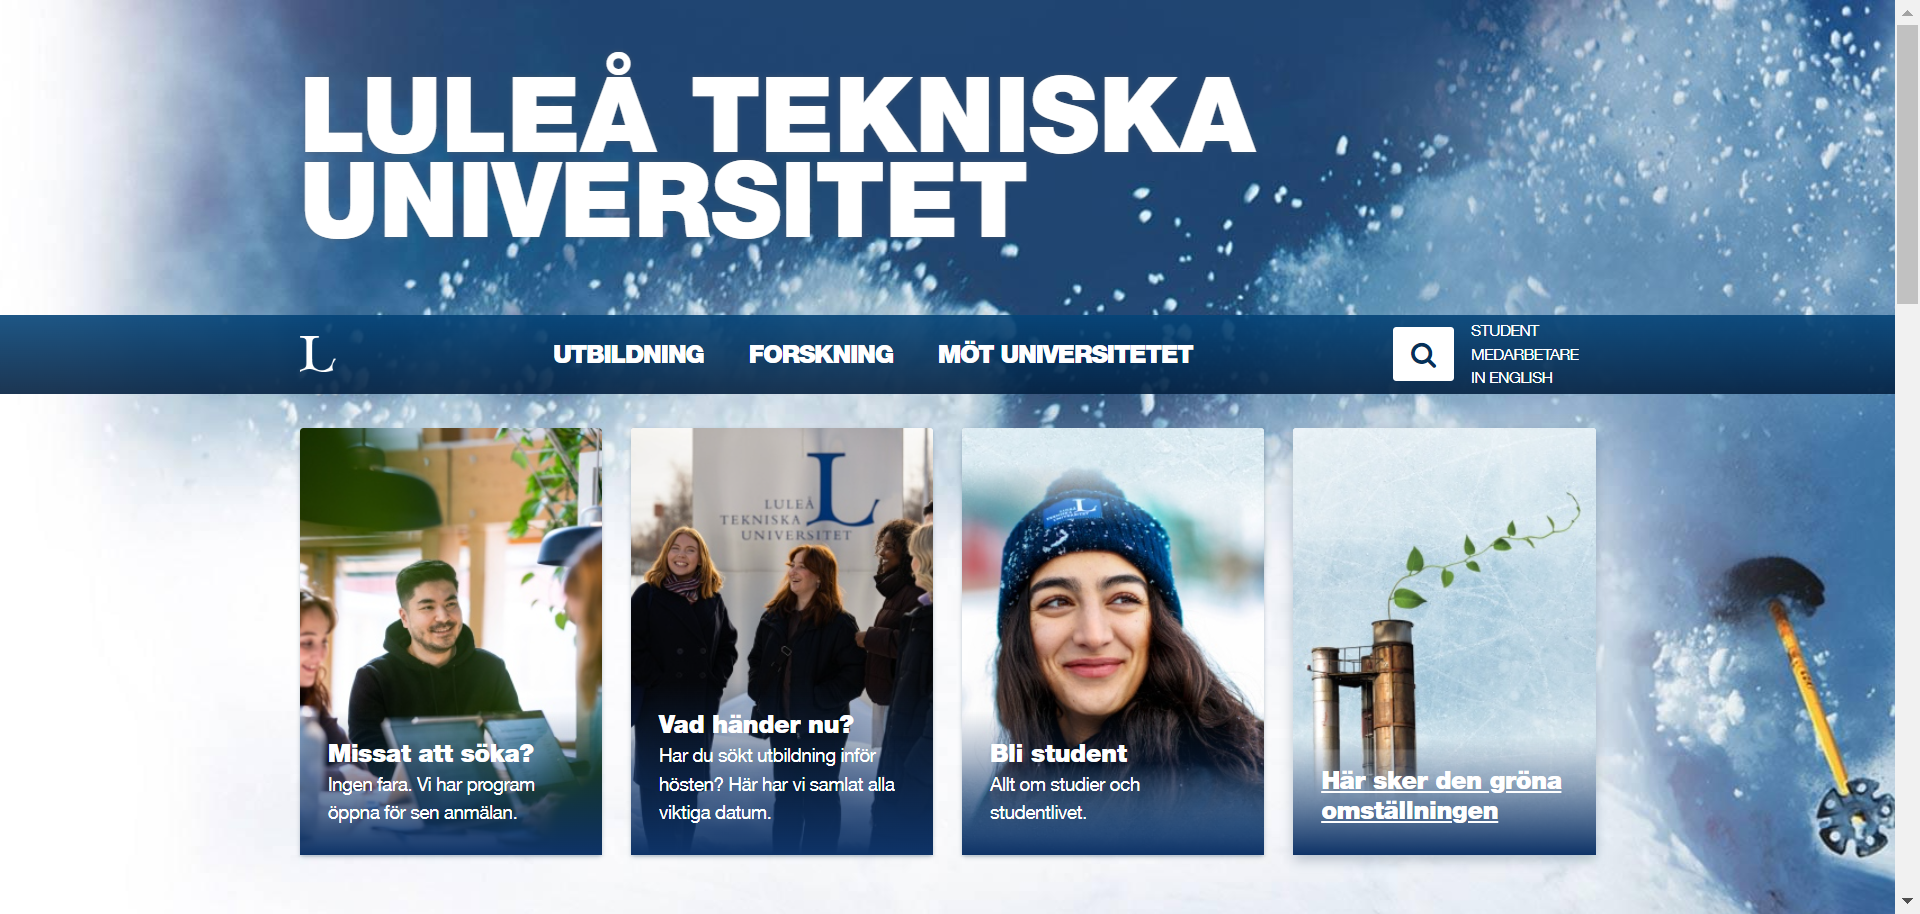 LULEÅ TEKNISKA
UNIVERSITET
L
UTBILDNING
FORSKNING
MÖT UNIVERSITETET
STUDENT
MEDARBETARE
IN ENGLISH
Missat att söka?
Ingen fara. Vi har program
öppna för sen anmälan.
LULEÅ
TEKNISKA L
UNIVERSITET
Vad händer nu?
Har du sökt utbildning inför
hösten? Här har vi samlat alla
viktiga datum.
Bli student
Allt om studier och
studentlivet.
Här sker den gröna
omställningen